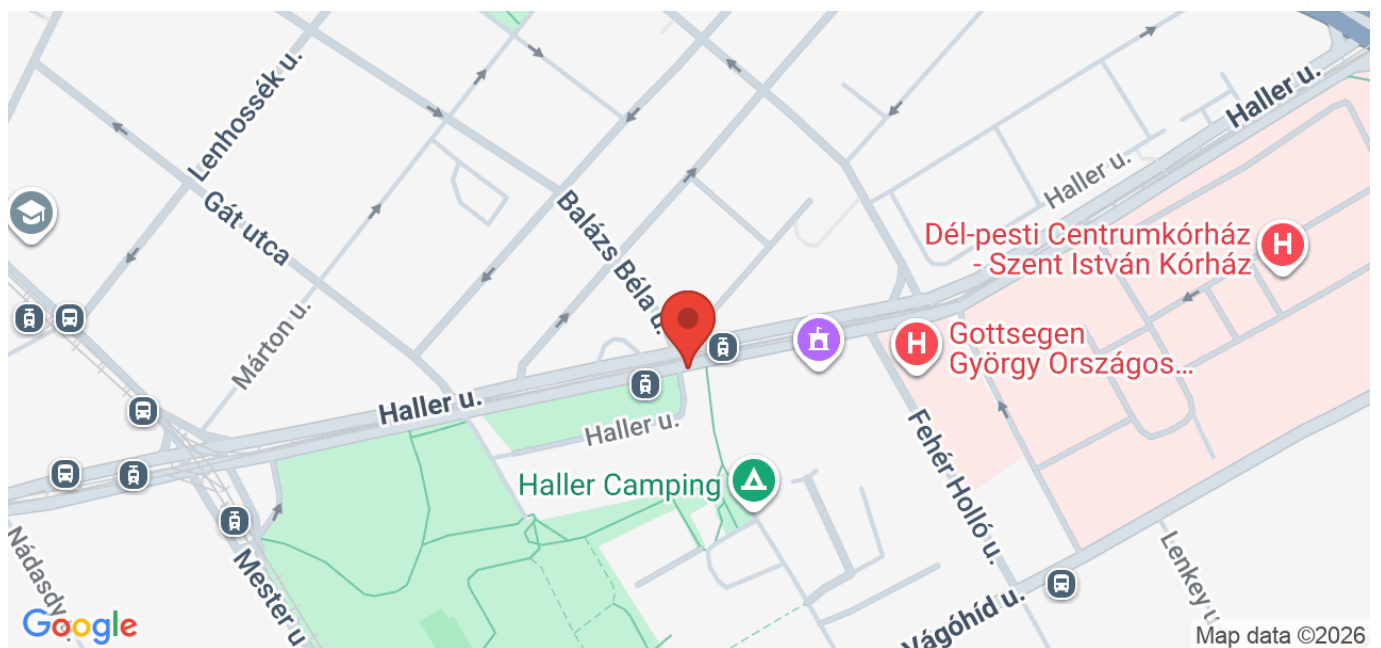 Lenhossék u.
Haller u.
Haller u.
Gát utca
Balázs Béla u.
Dél-pesti Centrumkórház
- Szent István Kórház
H
Márton u.
H
Gottsegen
György Országos...
Haller u.
Haller u.
Fehér Holló u.
Haller Camping
Nádasdy
Mester u
Lenkey u
Vágóhíd u.
Google
Map data ©2026